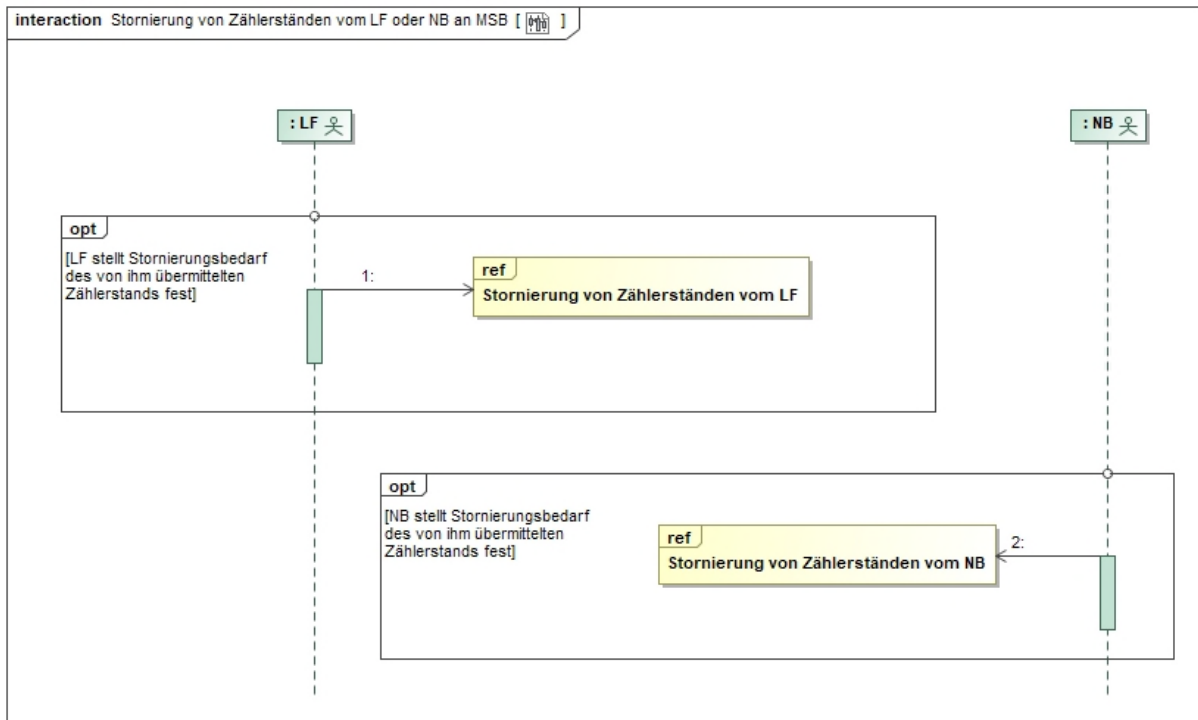 interaction Stornierung von Zählerständen vom LF oder NB an MSB [ ]
: LF
: NB
opt
[LF stellt Stornierungsbedarf
des von ihm übermittelten
Zählerstands fest]
1:
ref
Stornierung von Zählerständen vom LF
opt
[NB stellt Stornierungsbedarf
des von ihm übermittelten
Zählerstands fest]
ref
Stornierung von Zählerständen vom NB
2: